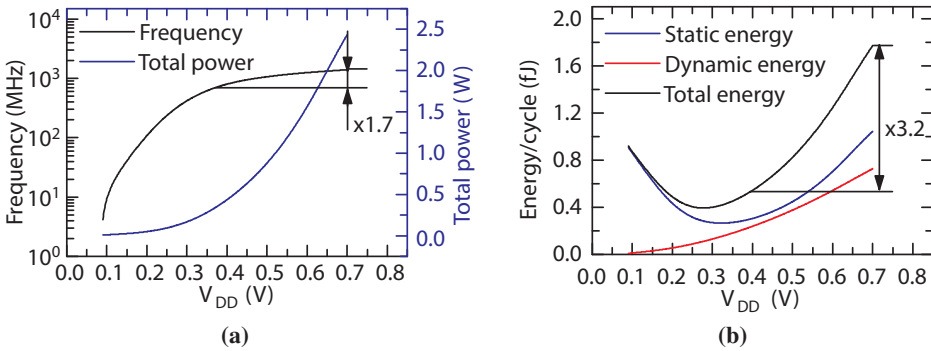 Frequency (MHz)
10⁴
10³
10²
10¹
10⁰
Frequency
Total power
x1.7
2.5
2.0
1.5
1.0
0.5
0.0
Total power (W)
0.0 0.1 0.2 0.3 0.4 0.5 0.6 0.7 0.8
V_DD (V)
(a)
Energy/cycle (fJ)
2.0
1.6
1.2
0.8
0.4
0.0
Static energy
Dynamic energy
Total energy
x3.2
0.0 0.1 0.2 0.3 0.4 0.5 0.6 0.7 0.8
V_DD (V)
(b)